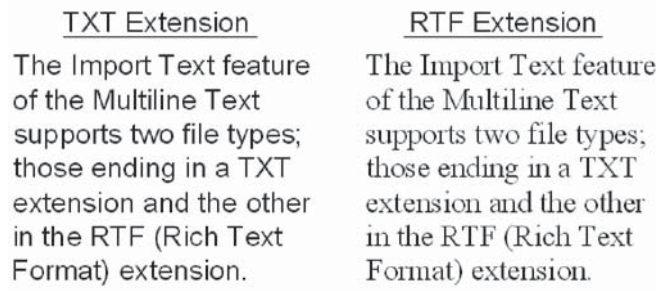 TXT Extension
The Import Text feature
of the Multiline Text
supports two file types;
those ending in a TXT
extension and the other
in the RTF (Rich Text
Format) extension.
RTF Extension
The Import Text feature
of the Multiline Text
supports two file types;
those ending in a TXT
extension and the other
in the RTF (Rich Text
Format) extension.